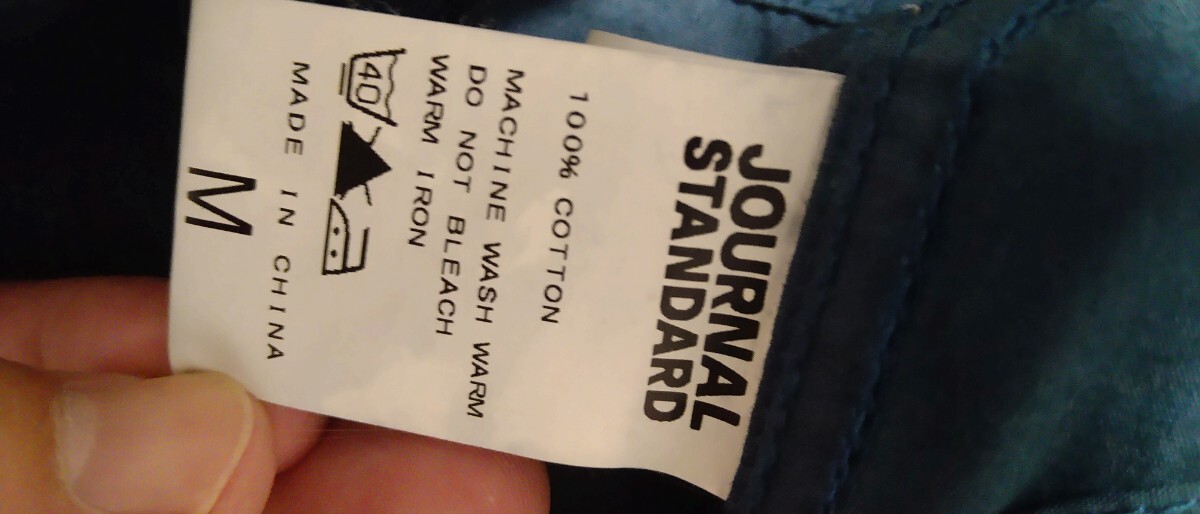 JOURNAL
STANDARD
100% COTTON
MACHINE WASH WARM
DO NOT BLEACH
WARM IRON
40
MADE IN CHINA
M